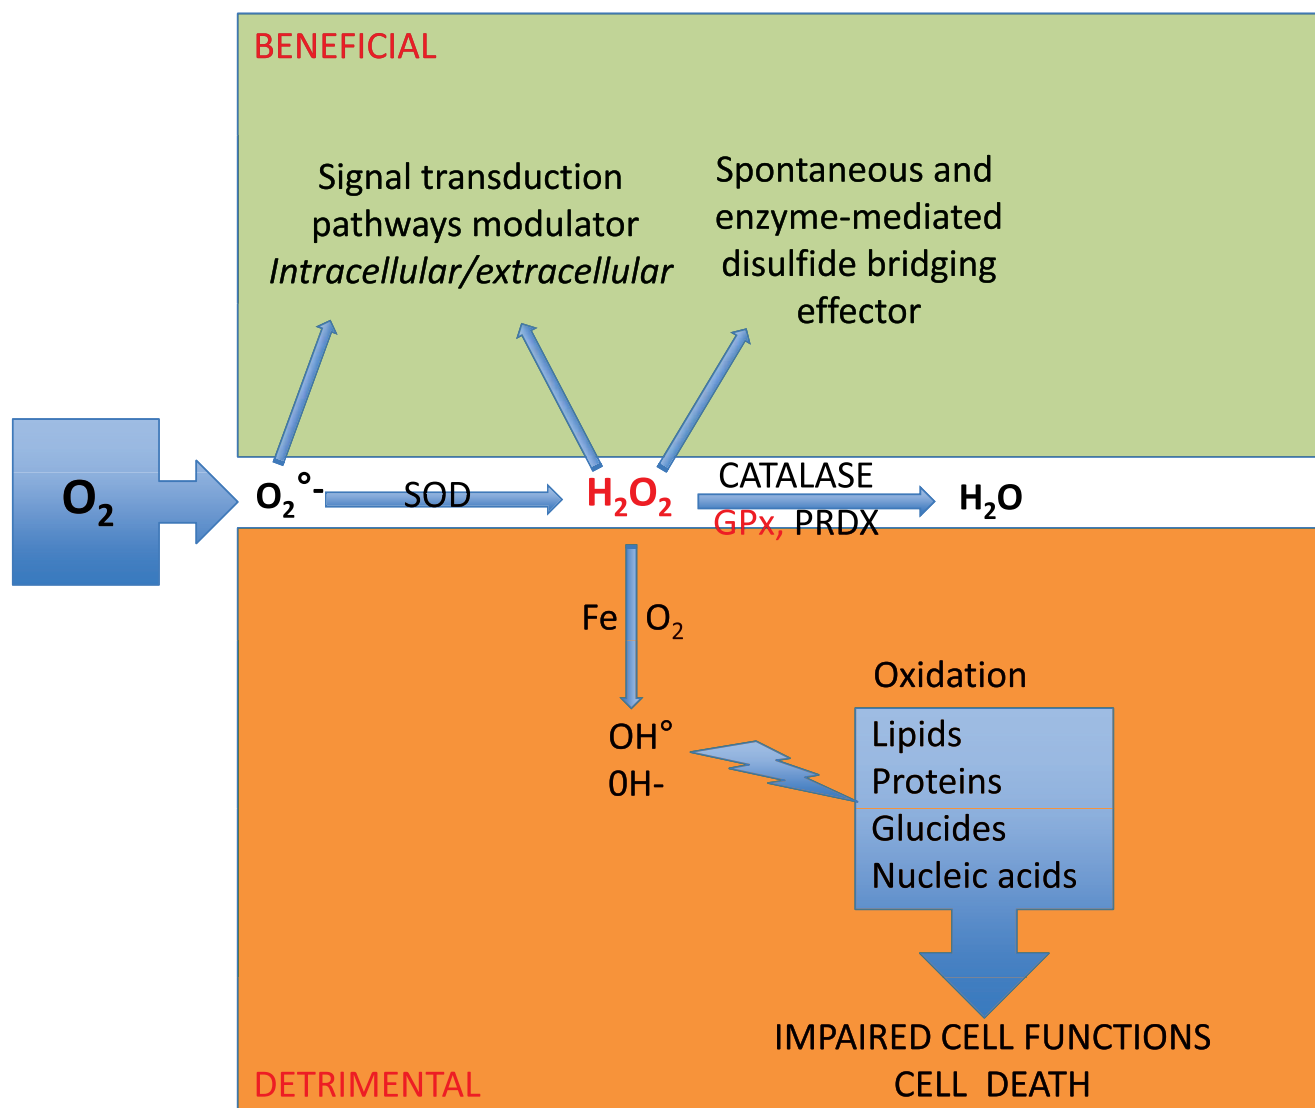 BENEFICIAL
Signal transduction
pathways modulator
Intracellular/extracellular
Spontaneous and
enzyme-mediated
disulfide bridging
effector
O₂
O₂°-
SOD
H₂O₂
CATALASE
GPx, PRDX
H₂O
Fe
O₂
OH°
0H-
Oxidation
Lipids
Proteins
Glucides
Nucleic acids
IMPAIRED CELL FUNCTIONS
CELL DEATH
DETRIMENTAL